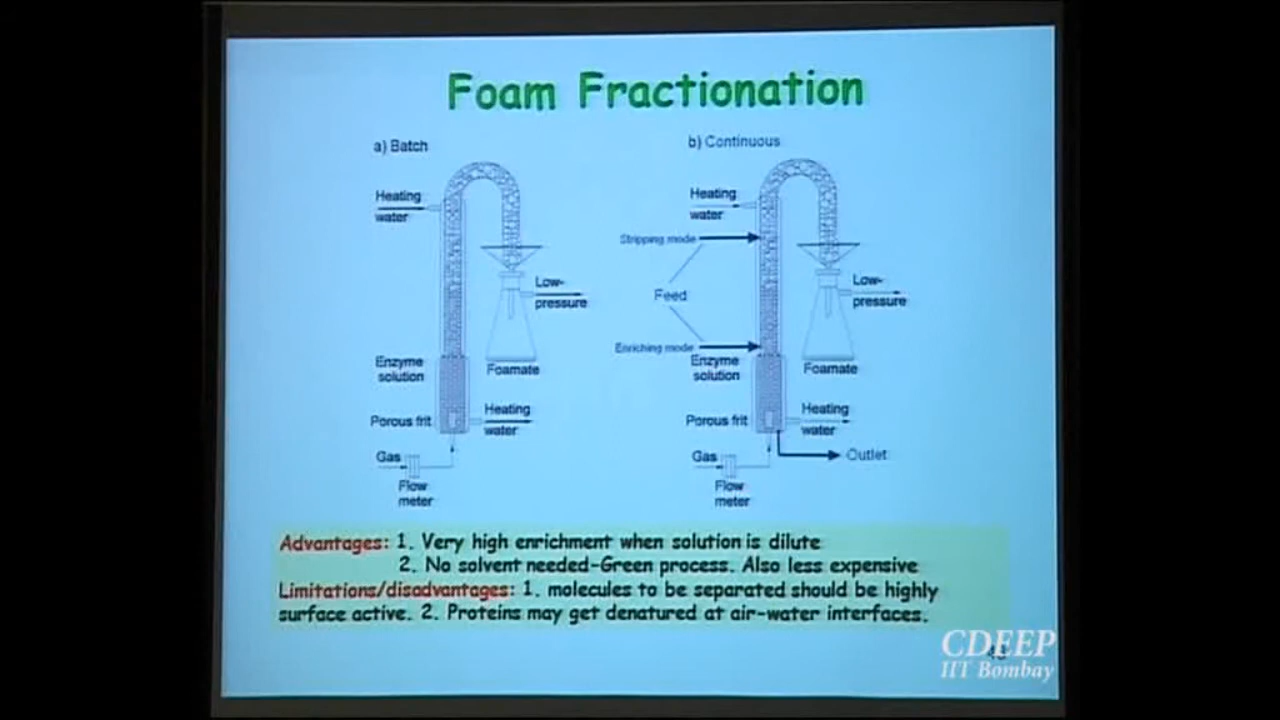 Foam Fractionation
a) Batch
Heating
water
Low-
pressure
Enzyme
solution
Foamate
Porous frit
Heating
water
Gas
Flow
meter
b) Continuous
Heating
water
Stripping mode
Feed
Low-
pressure
Enriching mode
Enzyme
solution
Foamate
Porous frit
Heating
water
Gas
Outlet
Flow
meter
Advantages: 1. Very high enrichment when solution is dilute
2. No solvent needed-Green process. Also less expensive
Limitations/disadvantages: 1. molecules to be separated should be highly
surface active. 2. Proteins may get denatured at air-water interfaces.
CDEEP
IIT Bombay